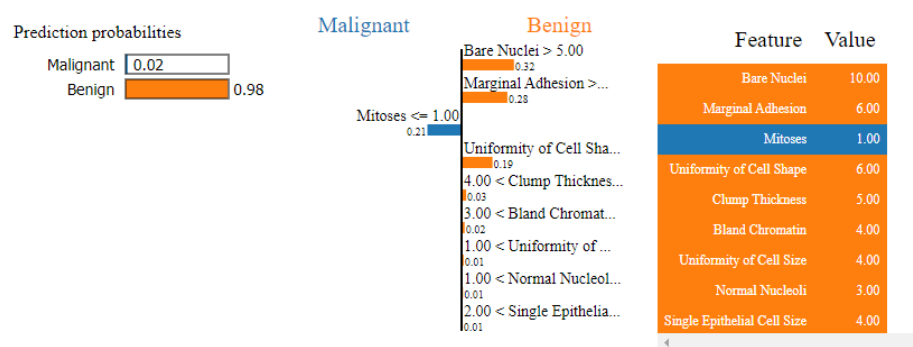 Prediction probabilities
Malignant 0.02
Benign 0.98
Malignant Benign
Bare Nuclei > 5.00
0.32
Marginal Adhesion >...
0.28
Mitoses <= 1.00
0.21
Uniformity of Cell Sha...
0.19
4.00 < Clump Thicknes...
0.03
3.00 < Bland Chromat...
0.02
1.00 < Uniformity of ...
0.01
1.00 < Normal Nucleol...
0.01
2.00 < Single Epithelia...
0.01
Feature Value
Bare Nuclei 10.00
Marginal Adhesion 6.00
Mitoses 1.00
Uniformity of Cell Shape 6.00
Clump Thickness 5.00
Bland Chromatin 4.00
Uniformity of Cell Size 4.00
Normal Nucleoli 3.00
Single Epithelial Cell Size 4.00